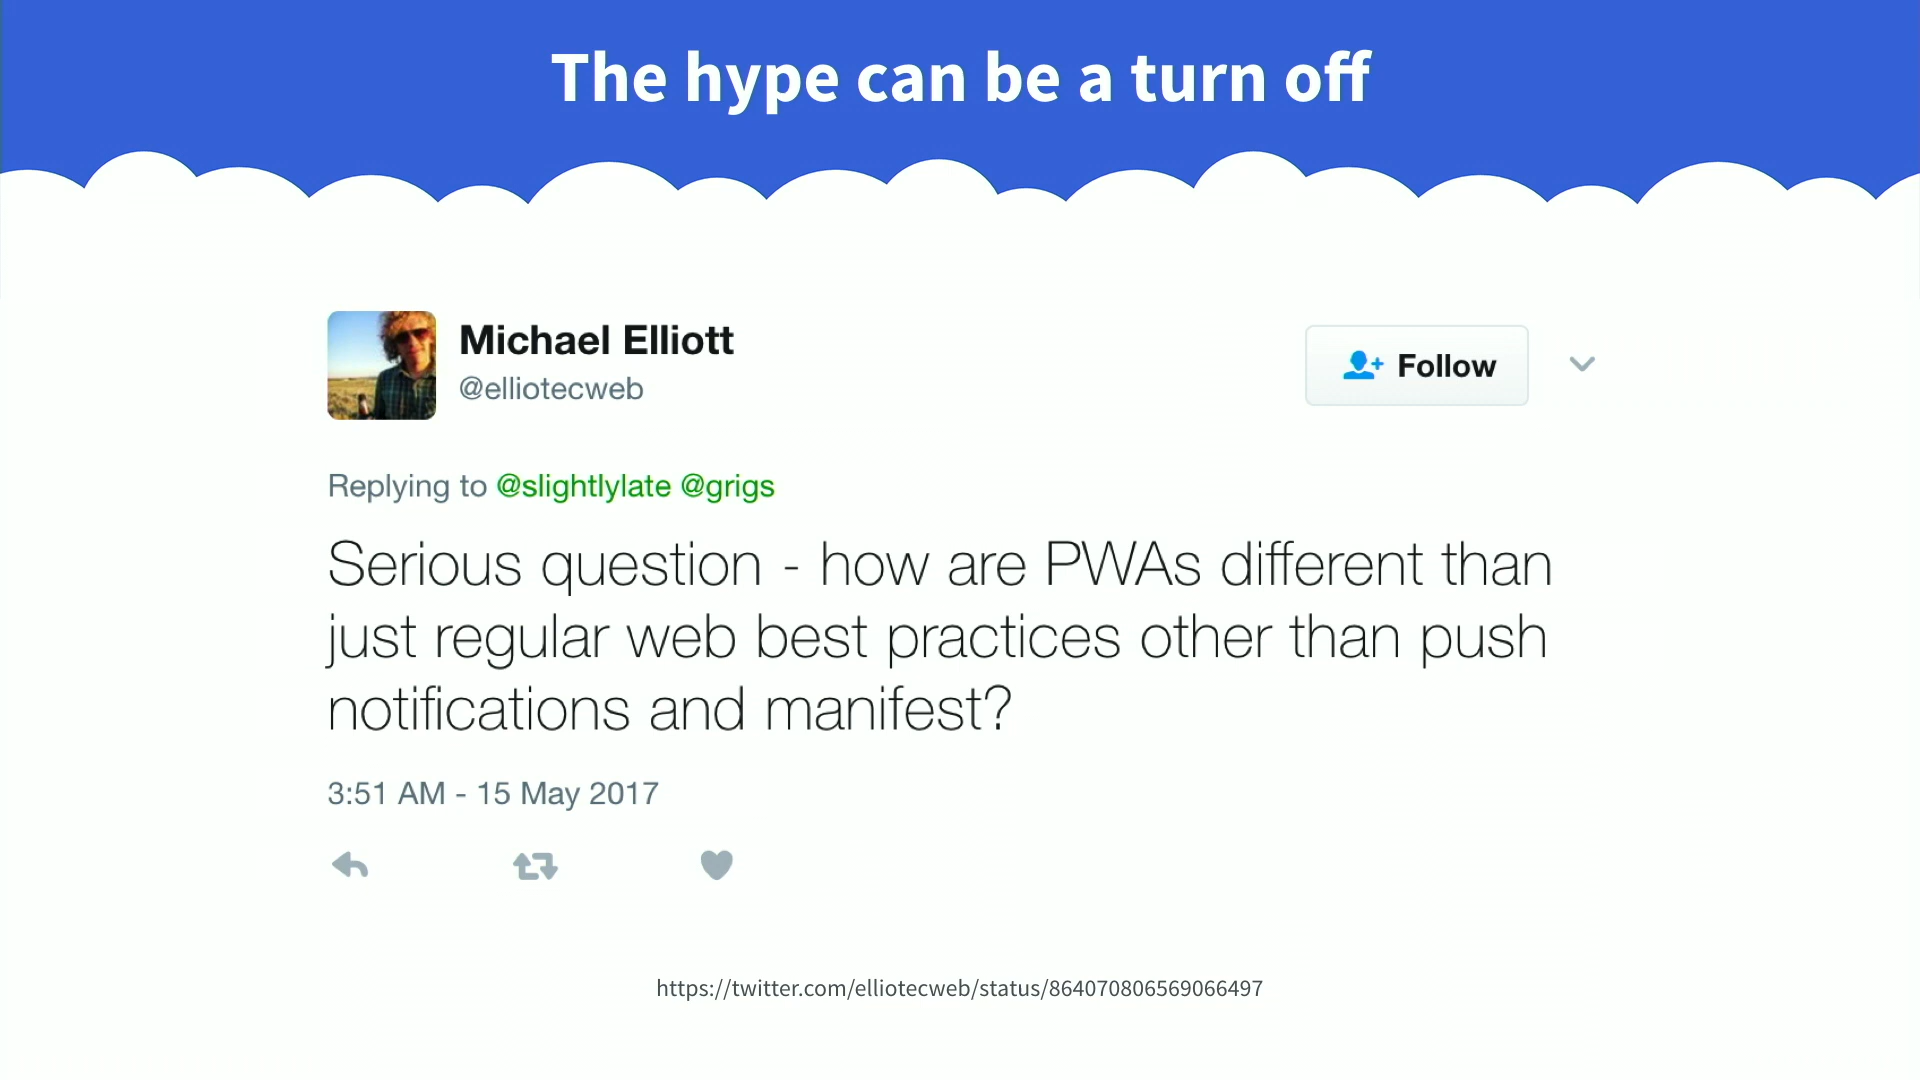 The hype can be a turn off
Michael Elliott
@elliotecweb
Follow
Replying to @slightlylate @grigs
Serious question - how are PWAs different than
just regular web best practices other than push
notifications and manifest?
3:51 AM - 15 May 2017
https://twitter.com/elliotecweb/status/864070806569066497